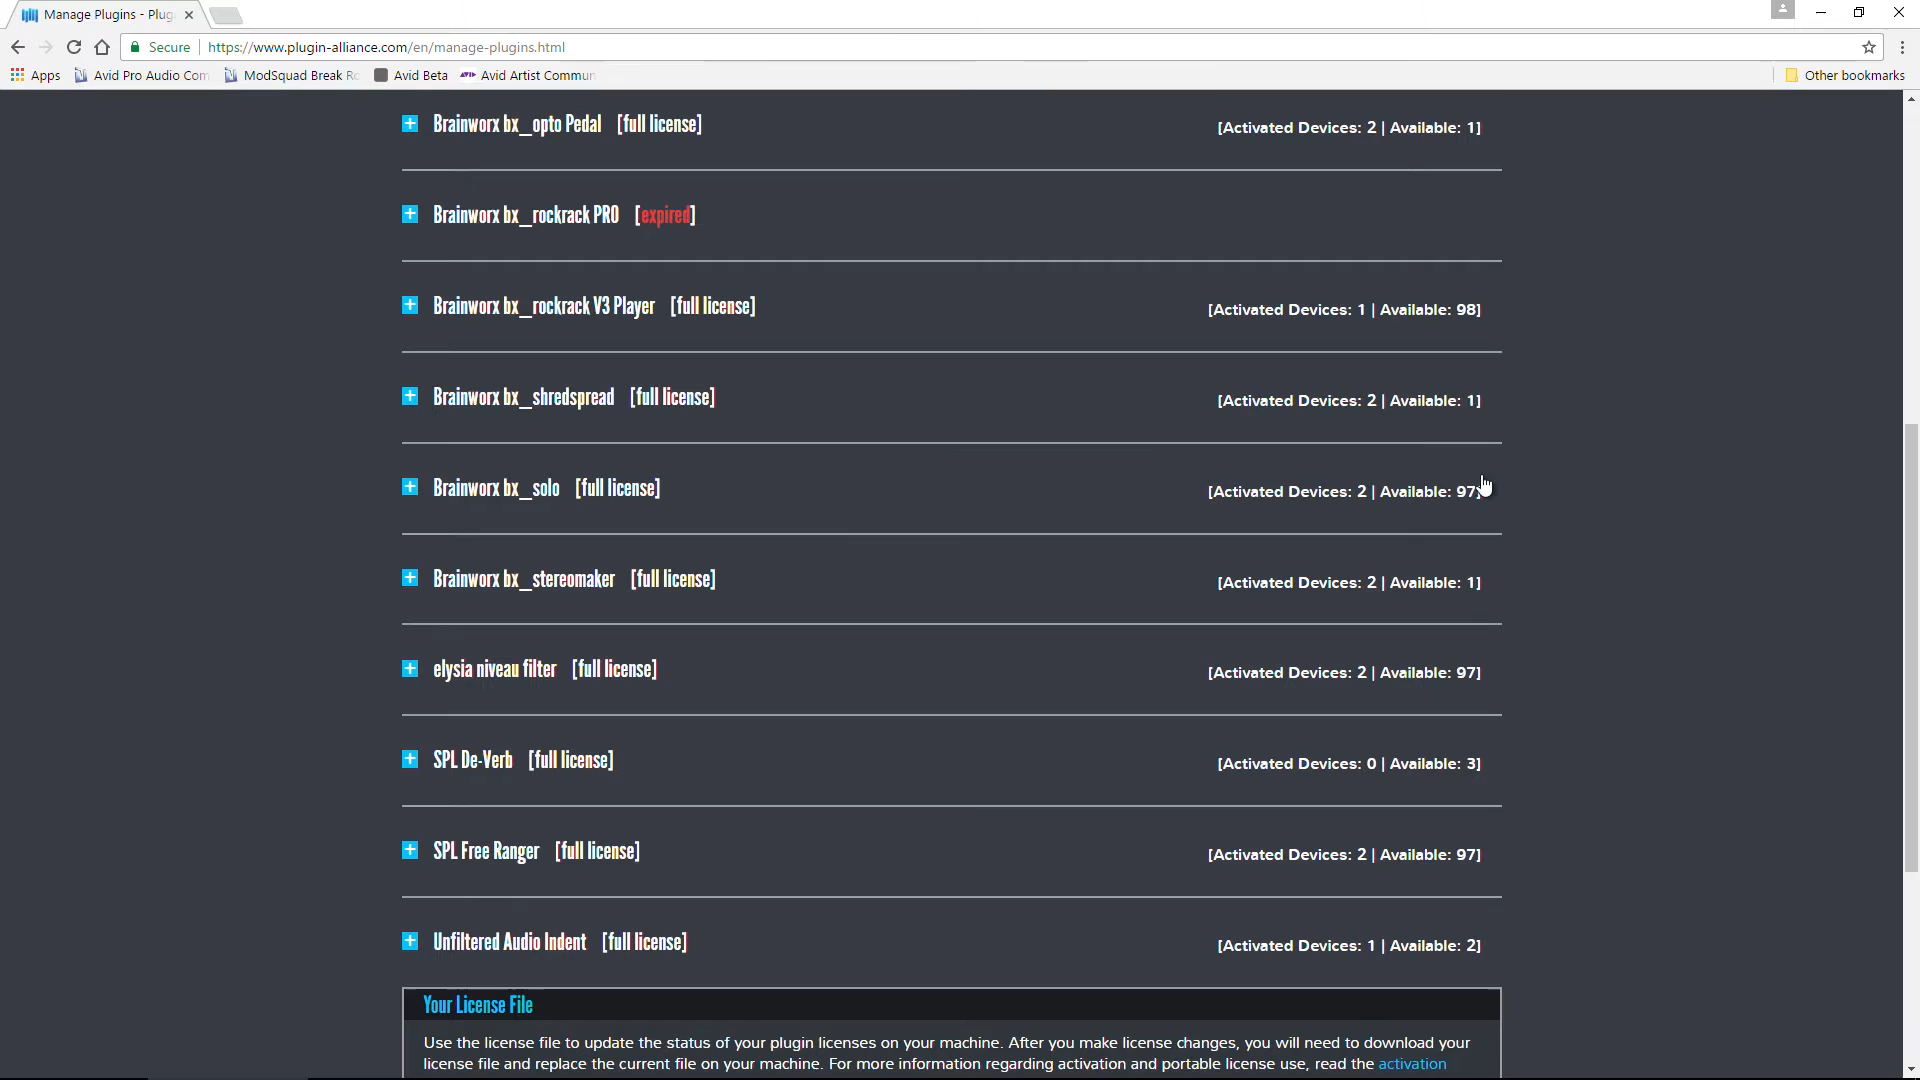 Manage Plugins - Plug
Secure https://www.plugin-alliance.com/en/manage-plugins.html
Apps Avid Pro Audio Com ModSquad Break Ro Avid Beta Avid Artist Commun Other bookmarks
Brainworx bx_opto Pedal [full license] [Activated Devices: 2 | Available: 1]
Brainworx bx_rockrack PRO [expired]
Brainworx bx_rockrack V3 Player [full license] [Activated Devices: 1 | Available: 98]
Brainworx bx_shredspread [full license] [Activated Devices: 2 | Available: 1]
Brainworx bx_solo [full license] [Activated Devices: 2 | Available: 97]
Brainworx bx_stereomaker [full license] [Activated Devices: 2 | Available: 1]
elysia niveau filter [full license] [Activated Devices: 2 | Available: 97]
SPL De-Verb [full license] [Activated Devices: 0 | Available: 3]
SPL Free Ranger [full license] [Activated Devices: 2 | Available: 97]
Unfiltered Audio Indent [full license] [Activated Devices: 1 | Available: 2]
Your License File
Use the license file to update the status of your plugin licenses on your machine. After you make license changes, you will need to download your
license file and replace the current file on your machine. For more information regarding activation and portable license use, read the activation